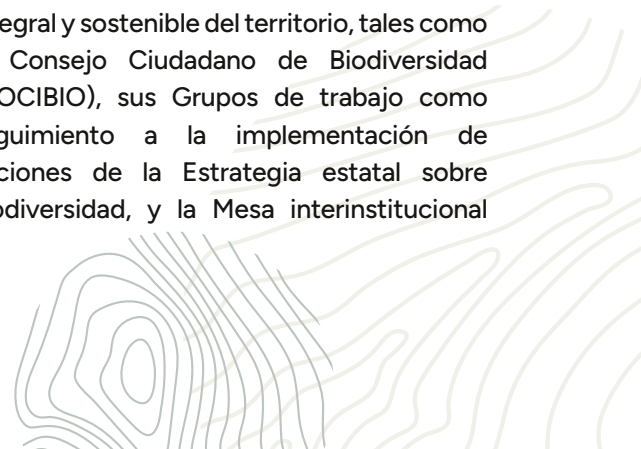 egral y sostenible del territorio, tales como
Consejo Ciudadano de Biodiversidad
OCIBIO), sus Grupos de trabajo como
guimiento a la implementación de
ciones de la Estrategia estatal sobre
odiversidad, y la Mesa interinstitucional